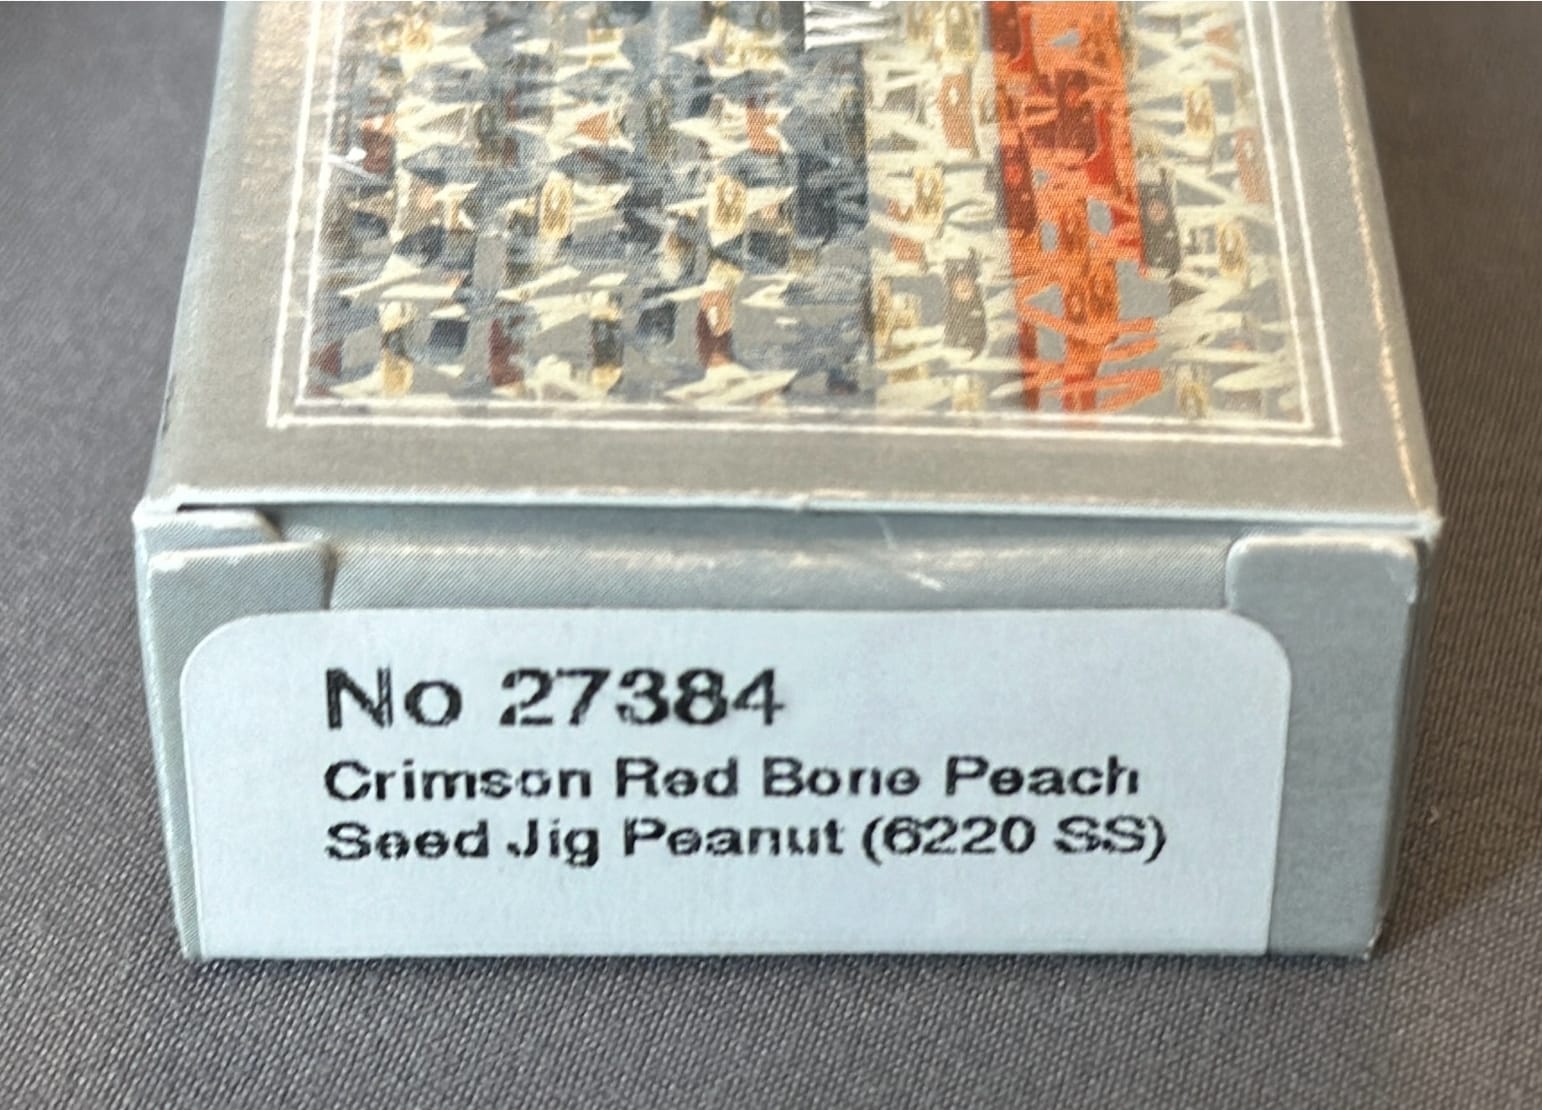 No 27384
Crimson Red Bone Peach
Seed Jig Peanut (6220 SS)